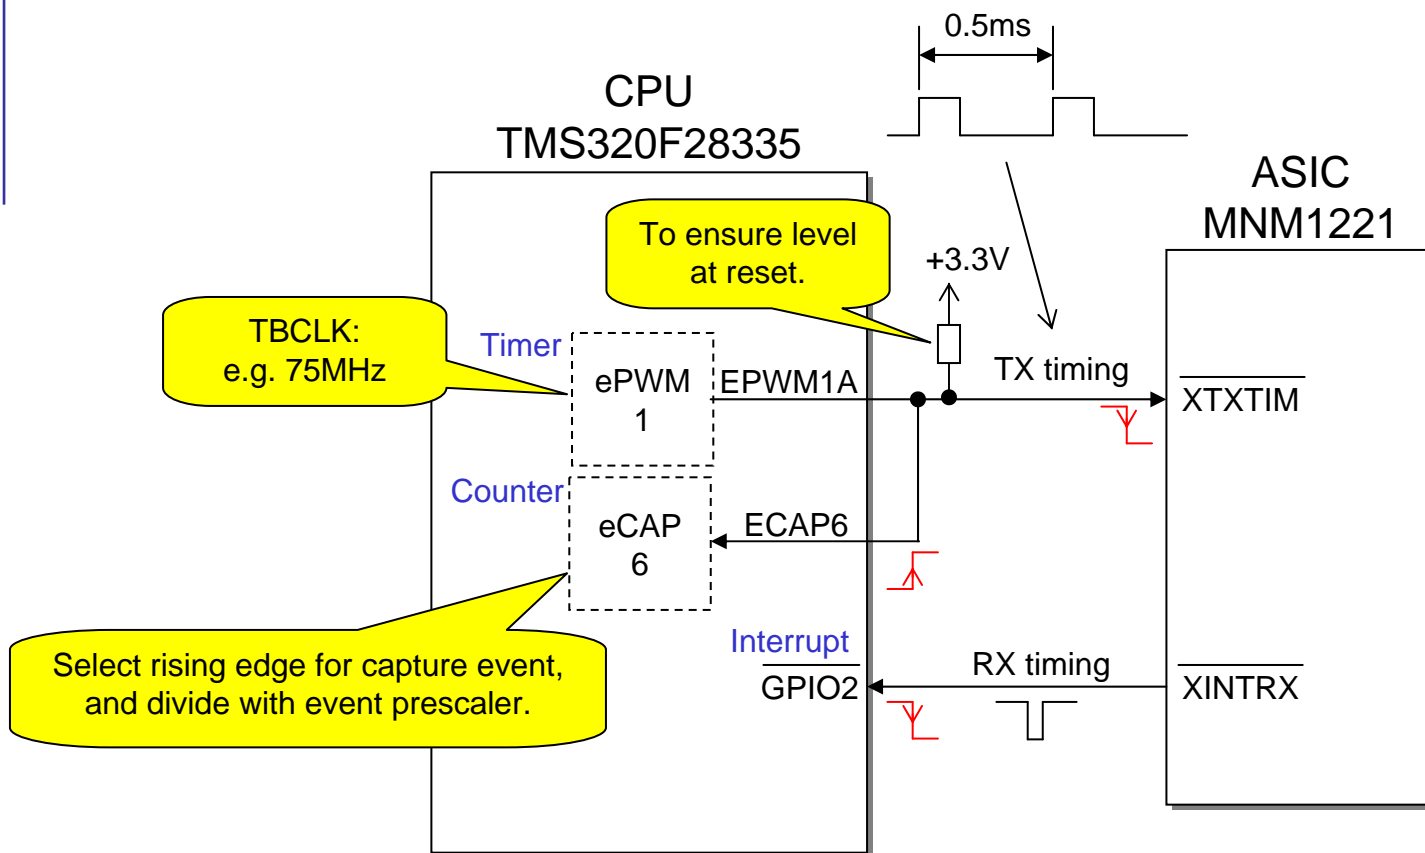 0.5ms
CPU
TMS320F28335
ASIC
MNM1221
To ensure level
at reset.
+3.3V
TBCLK:
e.g. 75MHz
Timer
ePWM
1
EPWM1A
TX timing
XTXTIM
Counter
eCAP
6
ECAP6
Select rising edge for capture event,
and divide with event prescaler.
Interrupt
GPIO2
RX timing
XINTRX